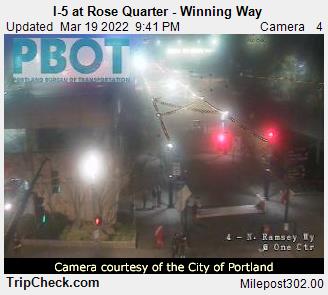 I-5 at Rose Quarter - Winning Way
Updated Mar 19 2022 9:41 PM Camera 4
PBOT
PORTLAND BUREAU OF TRANSPORTATION
4 - N. Ramsey Wy
@ One Ctr
Camera courtesy of the City of Portland
TripCheck.com Milepost302.00